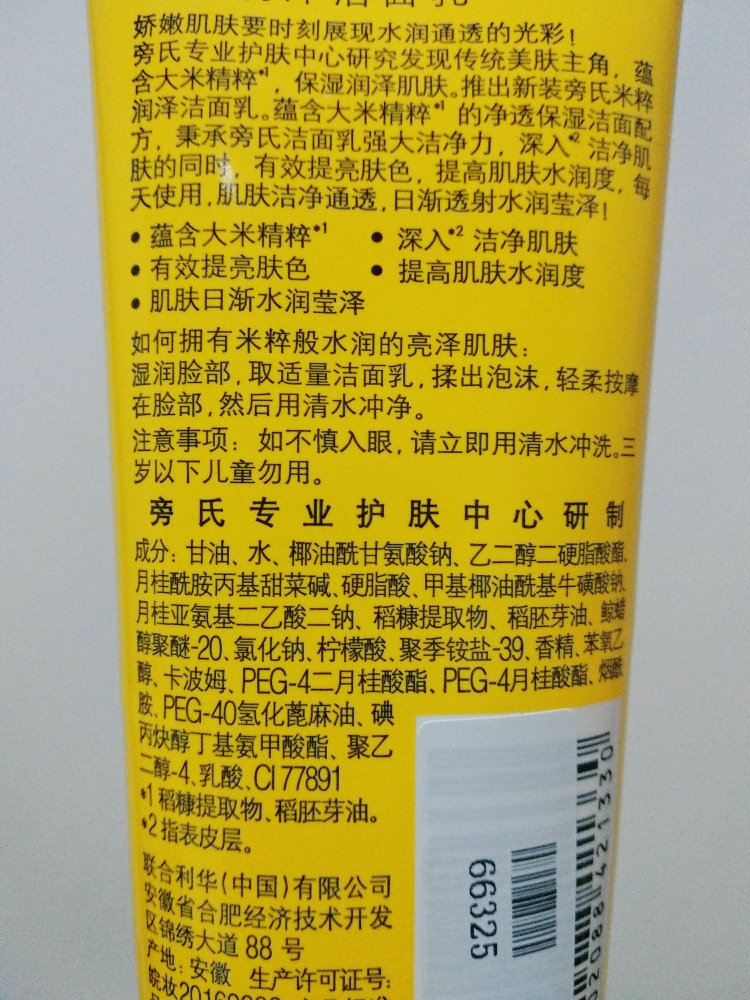 娇嫩肌肤要时刻展现水润通透的光彩！
旁氏专业护肤中心研究发现传统美肤主角，蕴
含大米精粹*1，保湿润泽肌肤。推出新装旁氏米粹
润泽洁面乳。蕴含大米精粹*1 的净透保湿洁面配
方，秉承旁氏洁面乳强大洁净力，深入*2 洁净肌
肤的同时，有效提亮肤色，提高肌肤水润度，每
天使用，肌肤洁净通透，日渐透射水润莹泽！
• 蕴含大米精粹*1 • 深入*2 洁净肌肤
• 有效提亮肤色 • 提高肌肤水润度
• 肌肤日渐水润莹泽
如何拥有米粹般水润的亮泽肌肤：
湿润脸部，取适量洁面乳，揉出泡沫，轻柔按摩
在脸部，然后用清水冲净。
注意事项：如不慎入眼，请立即用清水冲洗。三
岁以下儿童勿用。
旁氏专业护肤中心研制
成分：甘油、水、椰油酰甘氨酸钠、乙二醇二硬脂酸酯、
月桂酰胺丙基甜菜碱、硬脂酸、甲基椰油酰基牛磺酸钠、
月桂亚氨基二乙酸二钠、稻糠提取物、稻胚芽油、鲸蜡
醇聚醚-20、氯化钠、柠檬酸、聚季铵盐-39、香精、苯氧乙
醇、卡波姆、PEG-4二月桂酸酯、PEG-4月桂酸酯、烟酰
胺、PEG-40氢化蓖麻油、碘
丙炔醇丁基氨甲酸酯、聚乙
二醇-4、乳酸、CI 77891
*1 稻糠提取物、稻胚芽油。
*2 指表皮层。
联合利华(中国)有限公司
安徽省合肥经济技术开发
区锦绣大道 88 号
产地：安徽 生产许可证号：
皖妆2016000
66325
2088421330